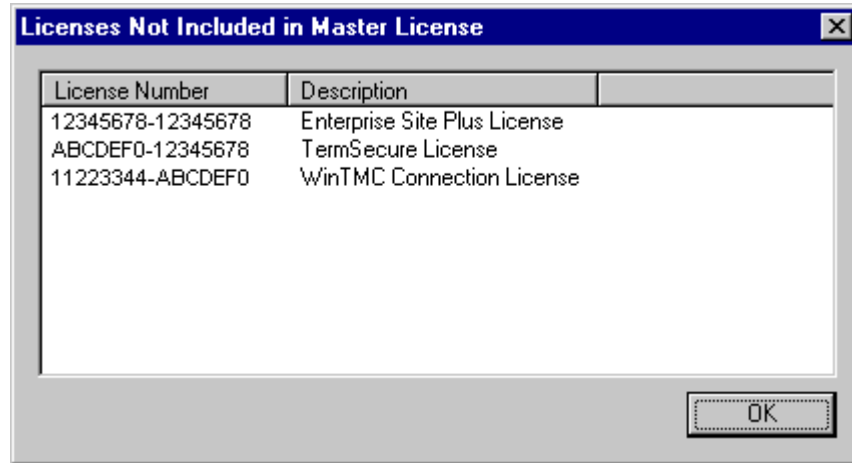 Licenses Not Included in Master License
License Number Description
12345678-12345678 Enterprise Site Plus License
ABCDEF0-12345678 TermSecure License
11223344-ABCDEF0 WinTMC Connection License
OK